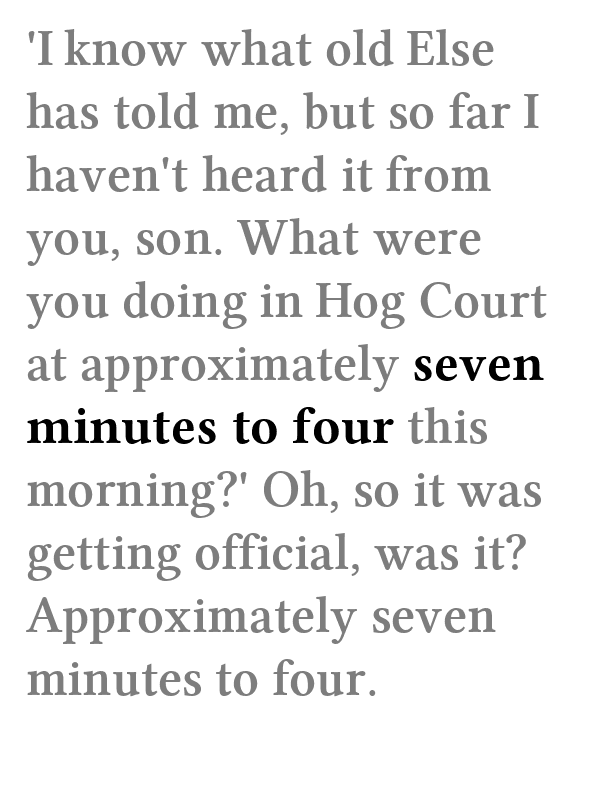 'I know what old Else
has told me, but so far I
haven't heard it from
you, son. What were
you doing in Hog Court
at approximately seven
minutes to four this
morning?' Oh, so it was
getting official, was it?
Approximately seven
minutes to four.